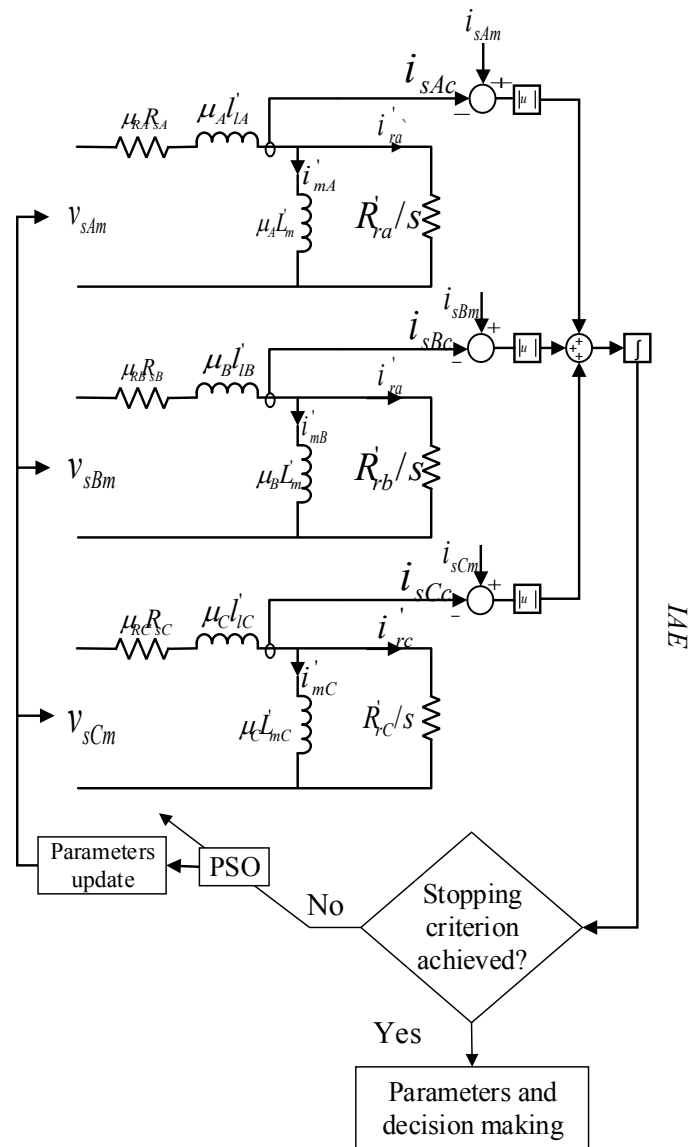 i_sAm
i_sAc
+
−
|u|
μ_RA R_sA
μ_A l'_lA
i'_ra
i'_mA
v_sAm
μ_A L'_m
R'_ra/s
i_sBm
i_sBc
+
−
|u|
+
+
+
∫
μ_RB R_sB
μ_B l'_lB
i'_ra
i'_mB
v_sBm
μ_B L'_m
R'_rb/s
i_sCm
i_sCc
+
-
|u|
IAE
μ_RC R_sC
μ_C l'_lC
i'_rc
i'_mC
v_sCm
μ_C L'_mC
R'_rC/s
Parameters
update
PSO
No
Stopping
criterion
achieved?
Yes
Parameters and
decision making